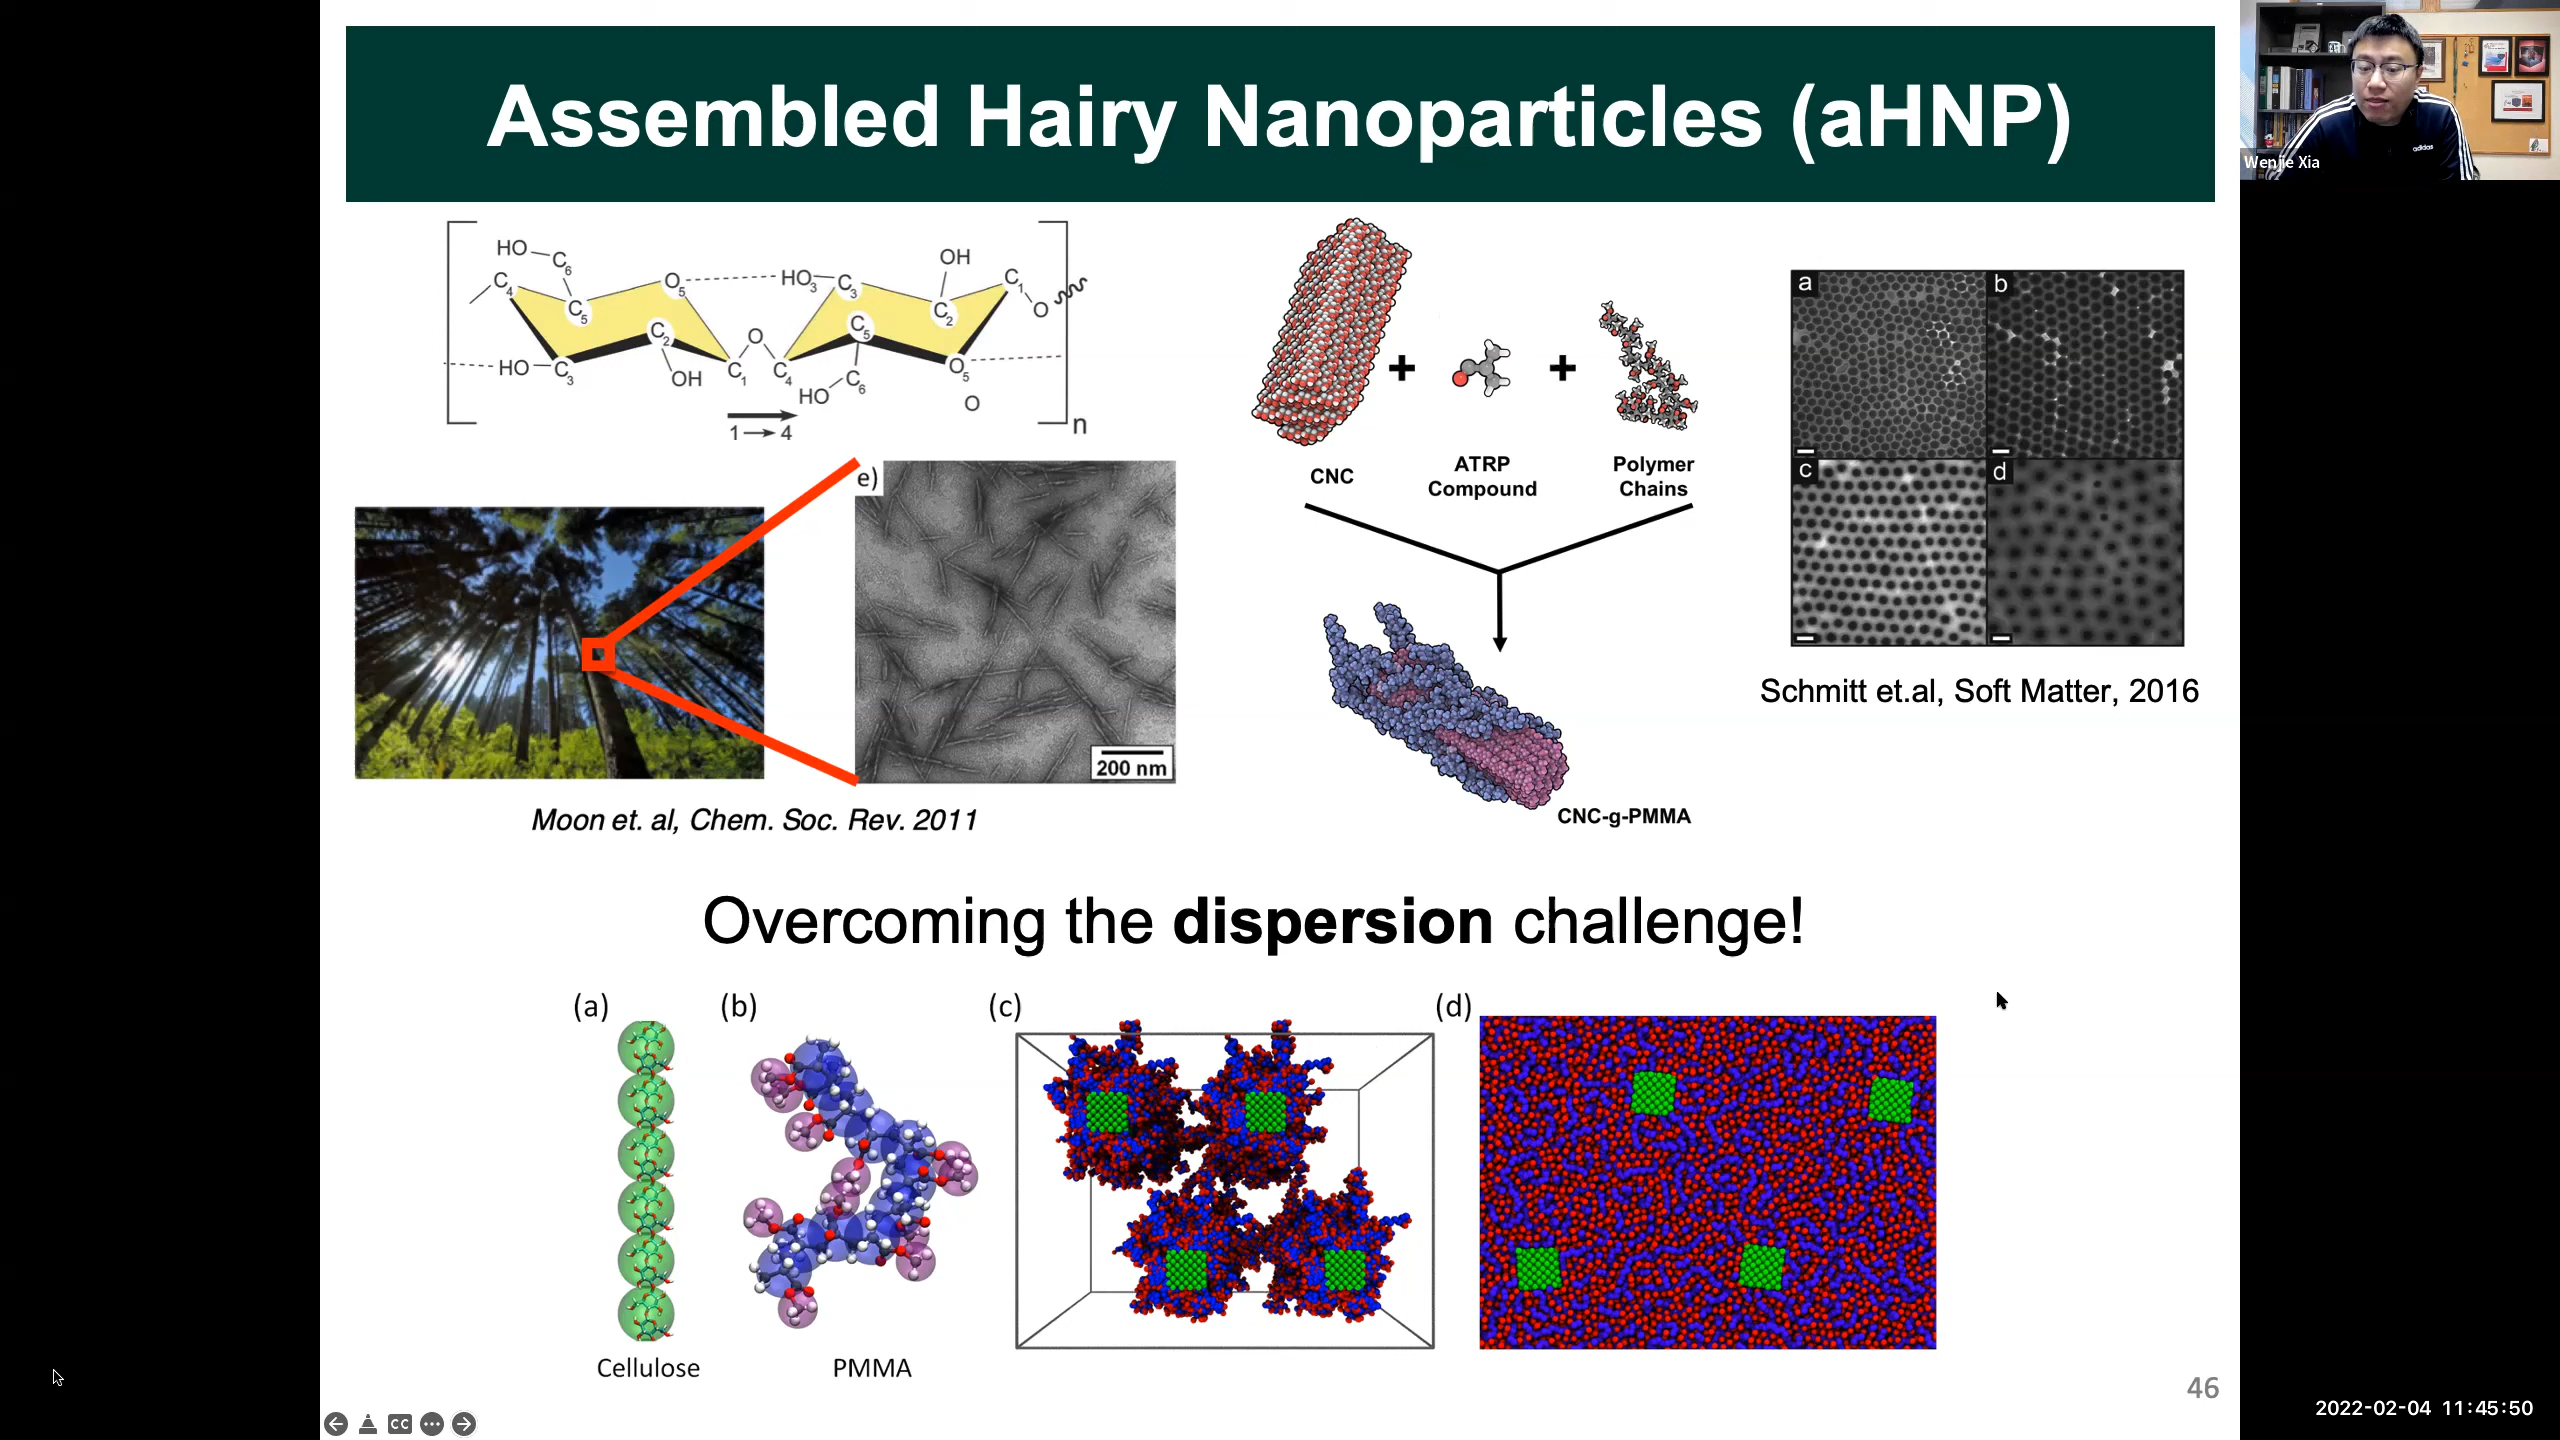 Assembled Hairy Nanoparticles (aHNP)
Wenjie Xia
adidas
HO C6 C4 C5 O5 C2 HO C3 OH C1 O
HO3 C3 OH C2 C1 O C5 C4 O5 HO C6 O
1→4
n
e)
200 nm
Moon et. al, Chem. Soc. Rev. 2011
+ +
CNC
ATRP
Compound
Polymer
Chains
CNC-g-PMMA
a b
c d
Schmitt et.al, Soft Matter, 2016
Overcoming the dispersion challenge!
(a) (b) (c) (d)
Cellulose
PMMA
46
CC
2022-02-04 11:45:50